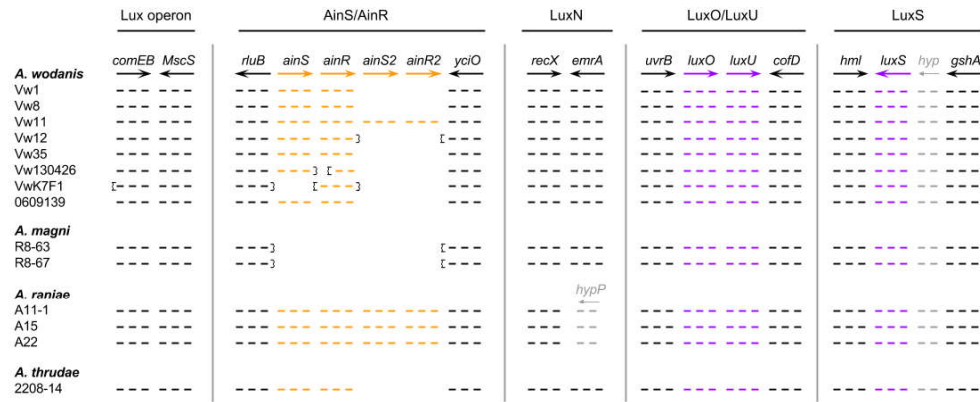 Lux operon AinS/AinR LuxN LuxO/LuxU LuxS
comEB MscS rluB ainS ainR ainS2 ainR2 yciO recX emrA uvrB luxO luxU cofD hml luxS hyp gshA
A. wodanis
Vw1
Vw8
Vw11
Vw12
Vw35
Vw130426
VwK7F1
0609139
A. magni
R8-63
R8-67
A. raniae hypP
A11-1
A15
A22
A. thrudae
2208-14